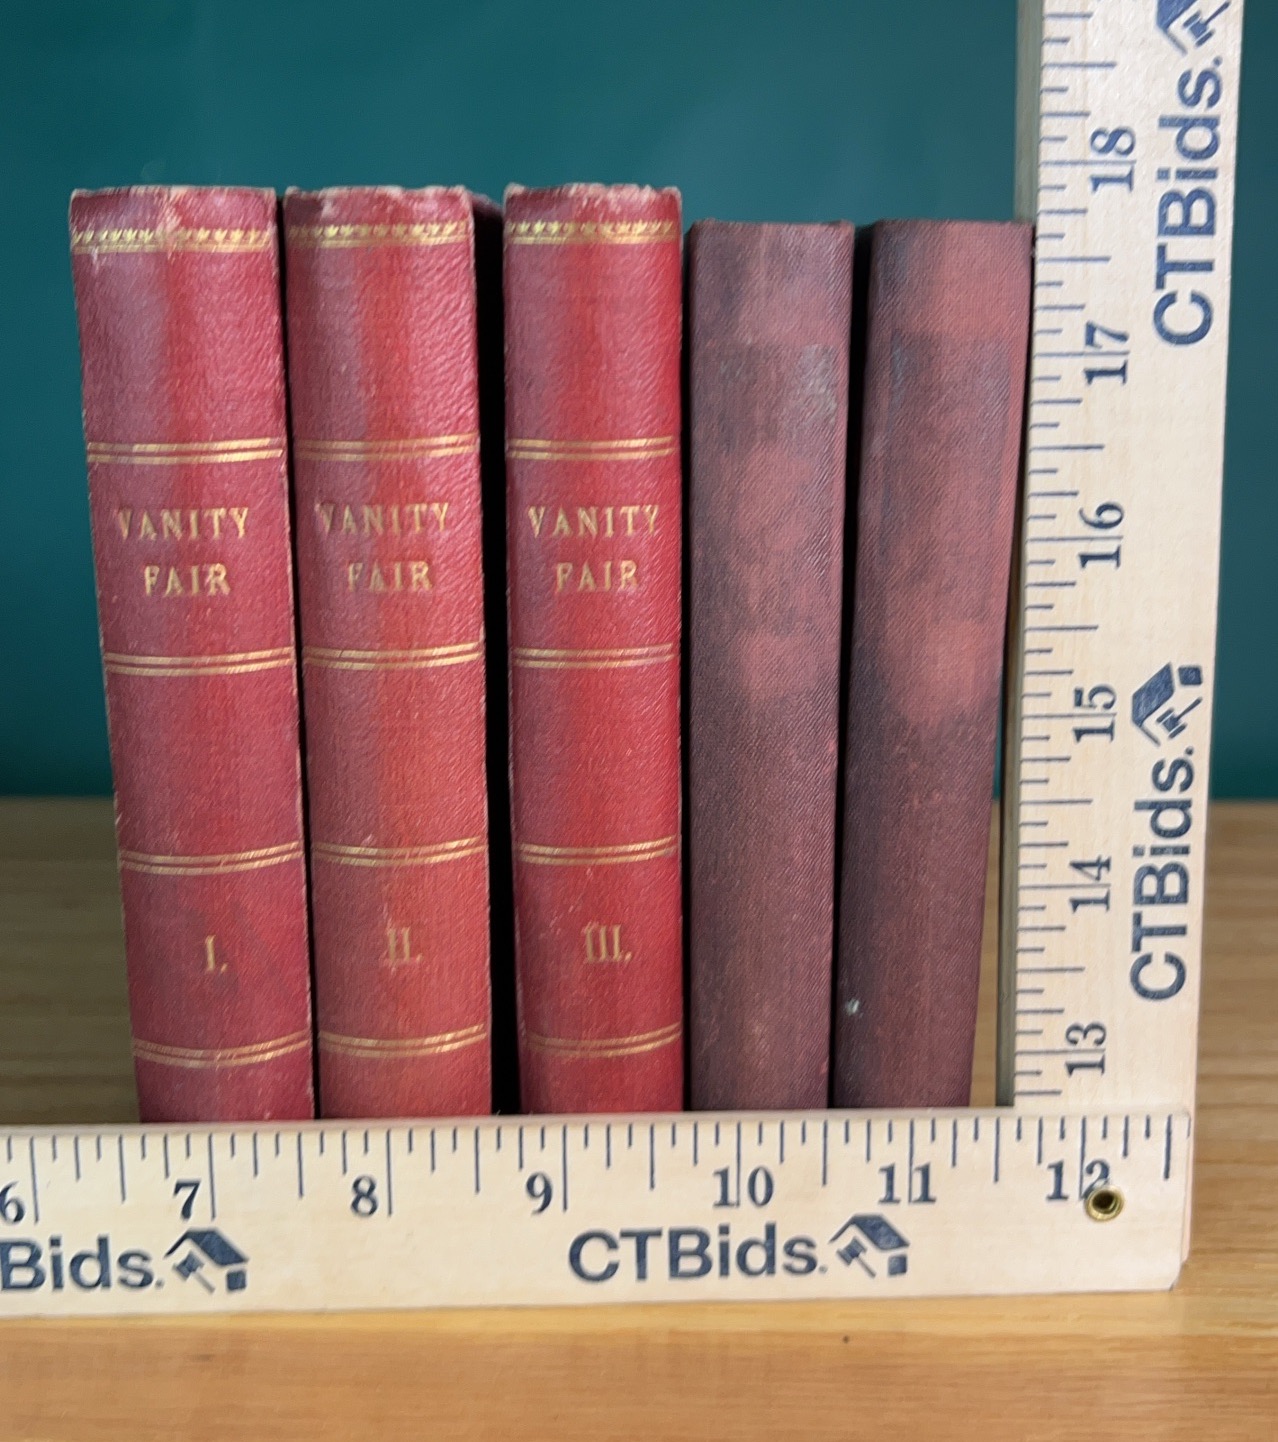 VANITY
FAIR
I.
VANITY
FAIR
II.
VANITY
FAIR
III.
18
17
16
15
14
13
CTBids.
CTBids.
6 7 8 9 10 11 12
Bids.
CTBids.